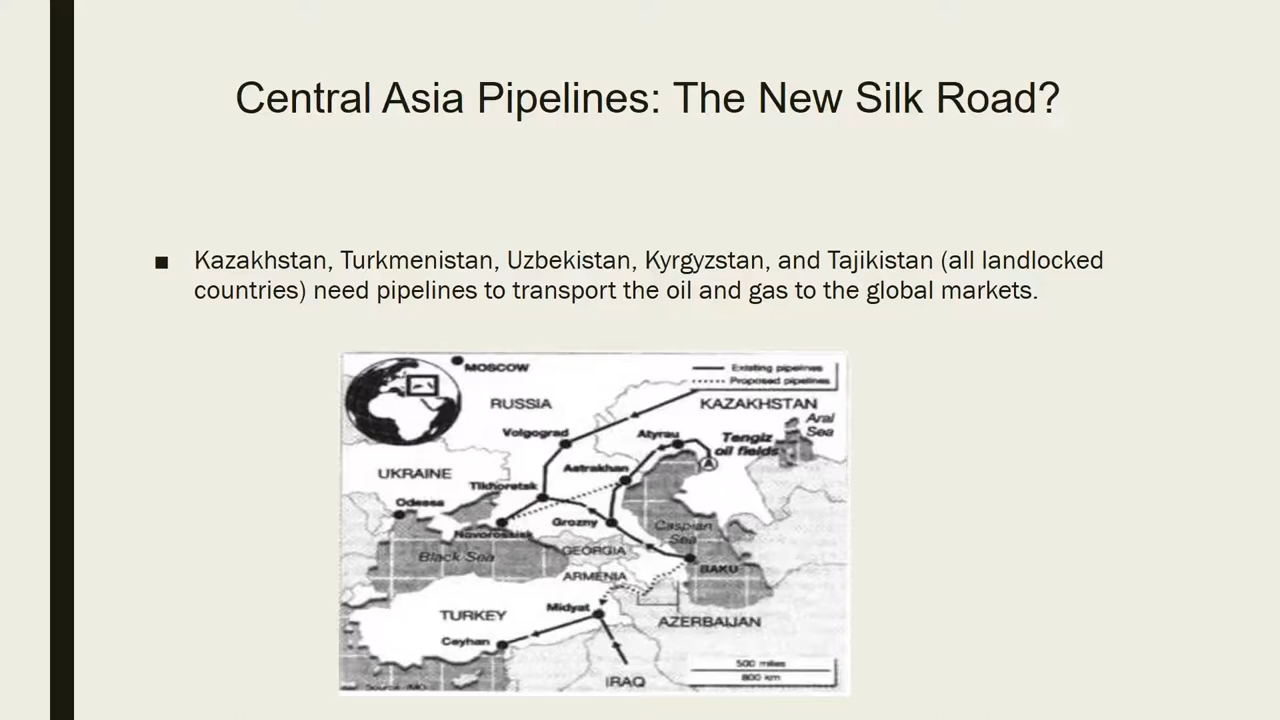 Central Asia Pipelines: The New Silk Road?
■ Kazakhstan, Turkmenistan, Uzbekistan, Kyrgyzstan, and Tajikistan (all landlocked
countries) need pipelines to transport the oil and gas to the global markets.
MOSCOW
Existing pipelines
Proposed pipelines
RUSSIA
KAZAKHSTAN
Aral
Sea
Volgograd
Atyrau
Tengiz
oil fields
A
Astrakhan
UKRAINE
Tikhoretsk
Odessa
Novorossisk
Grozny
Caspian
Sea
Black Sea
GEORGIA
BAKU
ARMENIA
TURKEY
Midyat
AZERBAIJAN
Ceyhan
500 miles
800 km
IRAQ
Source: